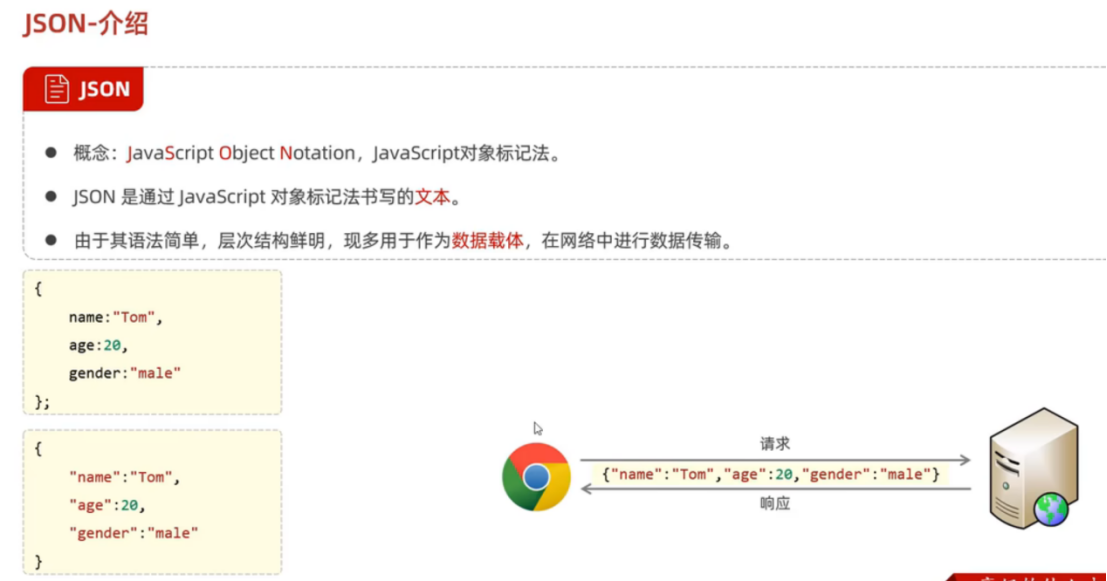 JSON-介绍
JSON
● 概念：JavaScript Object Notation，JavaScript对象标记法。
● JSON 是通过 JavaScript 对象标记法书写的文本。
● 由于其语法简单，层次结构鲜明，现多用于作为数据载体，在网络中进行数据传输。
{
name:"Tom",
age:20,
gender:"male"
};
{
"name":"Tom",
"age":20,
"gender":"male"
}
请求
{"name":"Tom","age":20,"gender":"male"}
响应